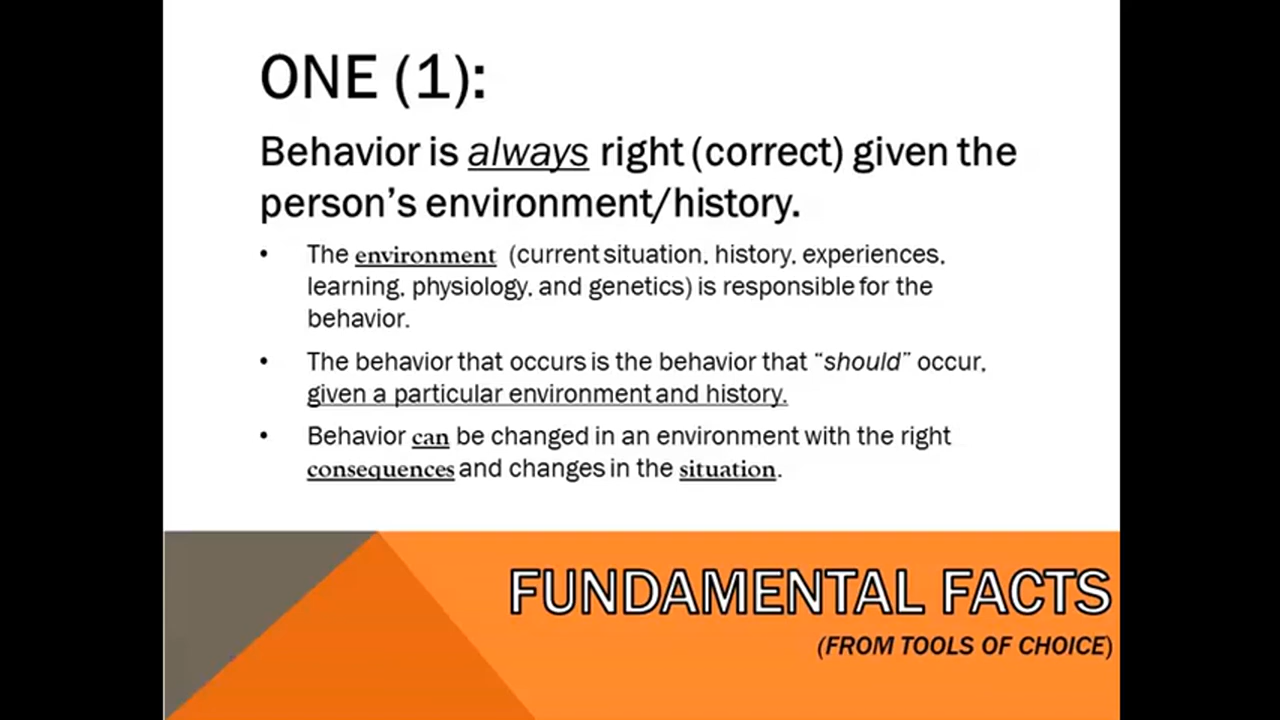 ONE (1):
Behavior is always right (correct) given the
person’s environment/history.
• The environment (current situation, history, experiences,
learning, physiology, and genetics) is responsible for the
behavior.
• The behavior that occurs is the behavior that “should” occur,
given a particular environment and history.
• Behavior can be changed in an environment with the right
consequences and changes in the situation.
FUNDAMENTAL FACTS
(FROM TOOLS OF CHOICE)